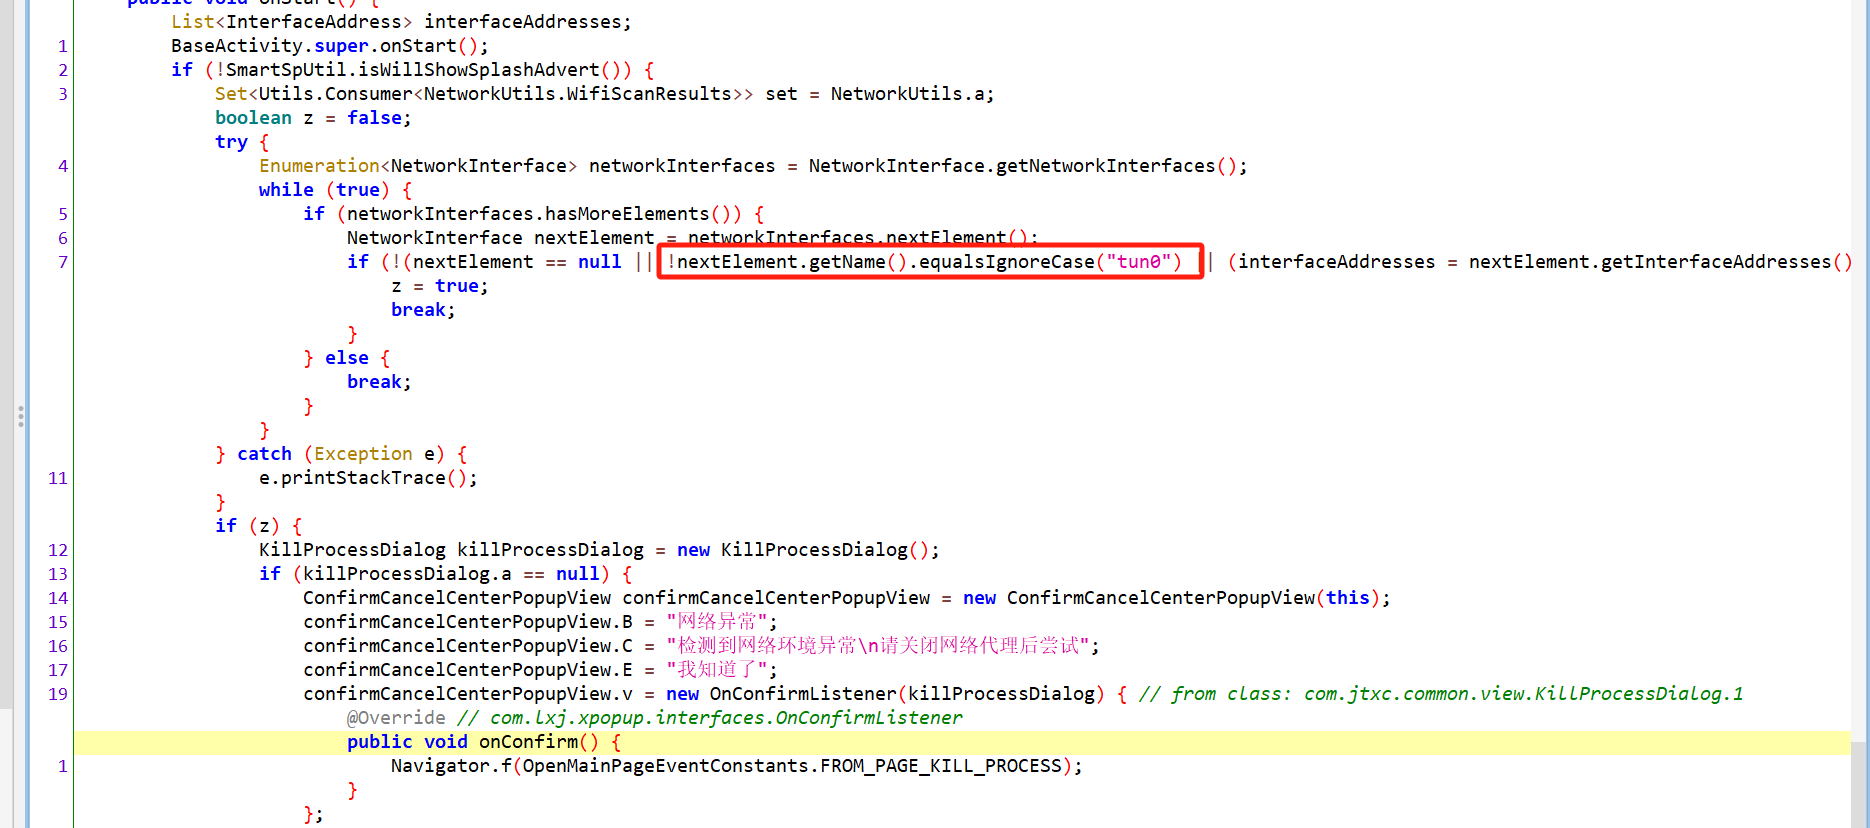 public void onStart() {
List<InterfaceAddress> interfaceAddresses;
1 BaseActivity.super.onStart();
2 if (!SmartSpUtil.isWillShowSplashAdvert()) {
3 Set<Utils.Consumer<NetworkUtils.WifiScanResults>> set = NetworkUtils.a;
boolean z = false;
try {
4 Enumeration<NetworkInterface> networkInterfaces = NetworkInterface.getNetworkInterfaces();
while (true) {
5 if (networkInterfaces.hasMoreElements()) {
6 NetworkInterface nextElement = networkInterfaces.nextElement();
7 if (!(nextElement == null || !nextElement.getName().equalsIgnoreCase("tun0") || (interfaceAddresses = nextElement.getInterfaceAddresses()
z = true;
break;
}
} else {
break;
}
}
} catch (Exception e) {
11 e.printStackTrace();
}
if (z) {
12 KillProcessDialog killProcessDialog = new KillProcessDialog();
13 if (killProcessDialog.a == null) {
14 ConfirmCancelCenterPopupView confirmCancelCenterPopupView = new ConfirmCancelCenterPopupView(this);
15 confirmCancelCenterPopupView.B = "网络异常";
16 confirmCancelCenterPopupView.C = "检测到网络环境异常\n请关闭网络代理后尝试";
17 confirmCancelCenterPopupView.E = "我知道了";
19 confirmCancelCenterPopupView.v = new OnConfirmListener(killProcessDialog) { // from class: com.jtxc.common.view.KillProcessDialog.1
@Override // com.lxj.xpopup.interfaces.OnConfirmListener
public void onConfirm() {
1 Navigator.f(OpenMainPageEventConstants.FROM_PAGE_KILL_PROCESS);
}
};